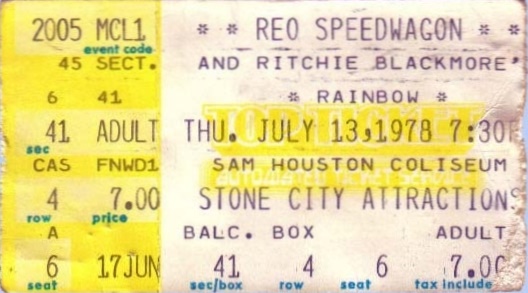 2005 MCL1 * * REO SPEEDWAGON * *
event code
45 SECT. AND RITCHIE BLACKMORE'
6 41 * RAINBOW *
41 ADULT THU. JULY 13,1978 7:30P
sec
CAS FNWD1 SAM HOUSTON COLISEUM
4 7.00 STONE CITY ATTRACTIONS
row price
A BALC. BOX ADULT
6 17JUN 41 4 6 7.00
seat sec/box row seat tax include